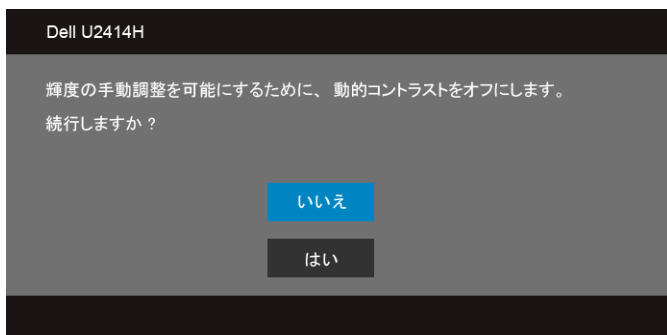 Dell U2414H
輝度の手動調整を可能にするために、動的コントラストをオフにします。
続行しますか？
いいえ
はい